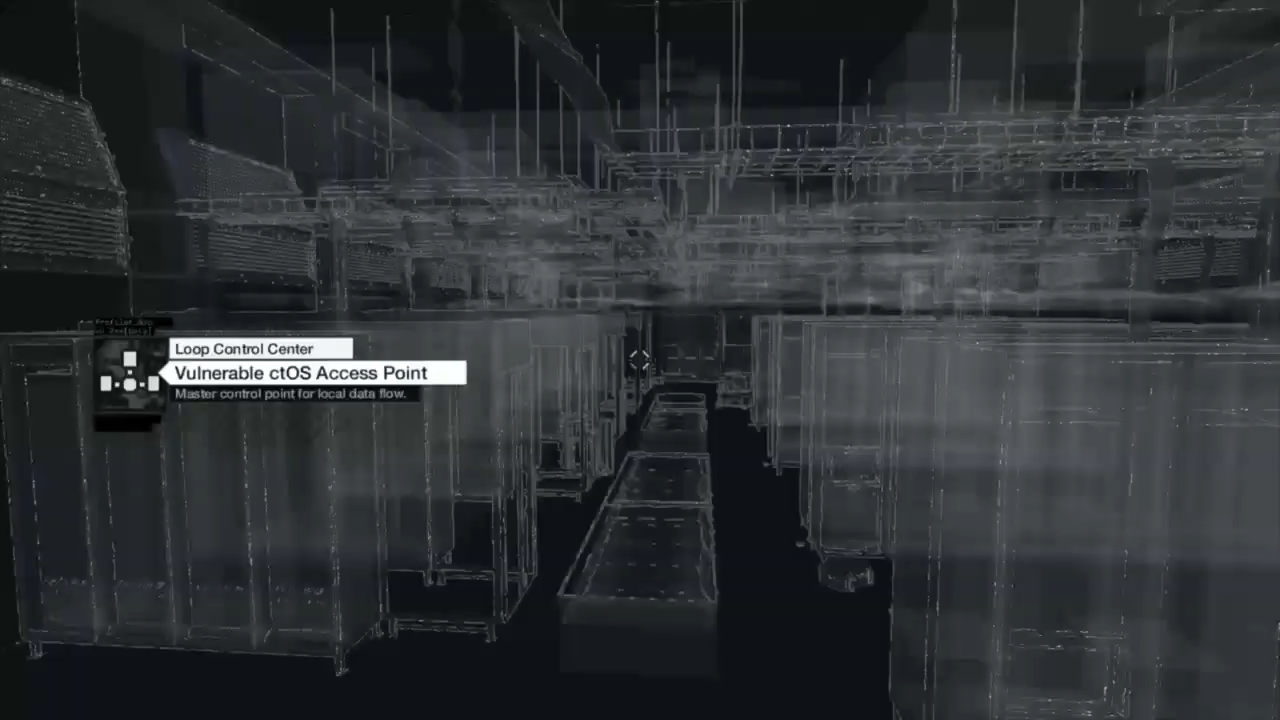 Loop Control Center
Vulnerable ctOS Access Point
Master control point for local data flow.